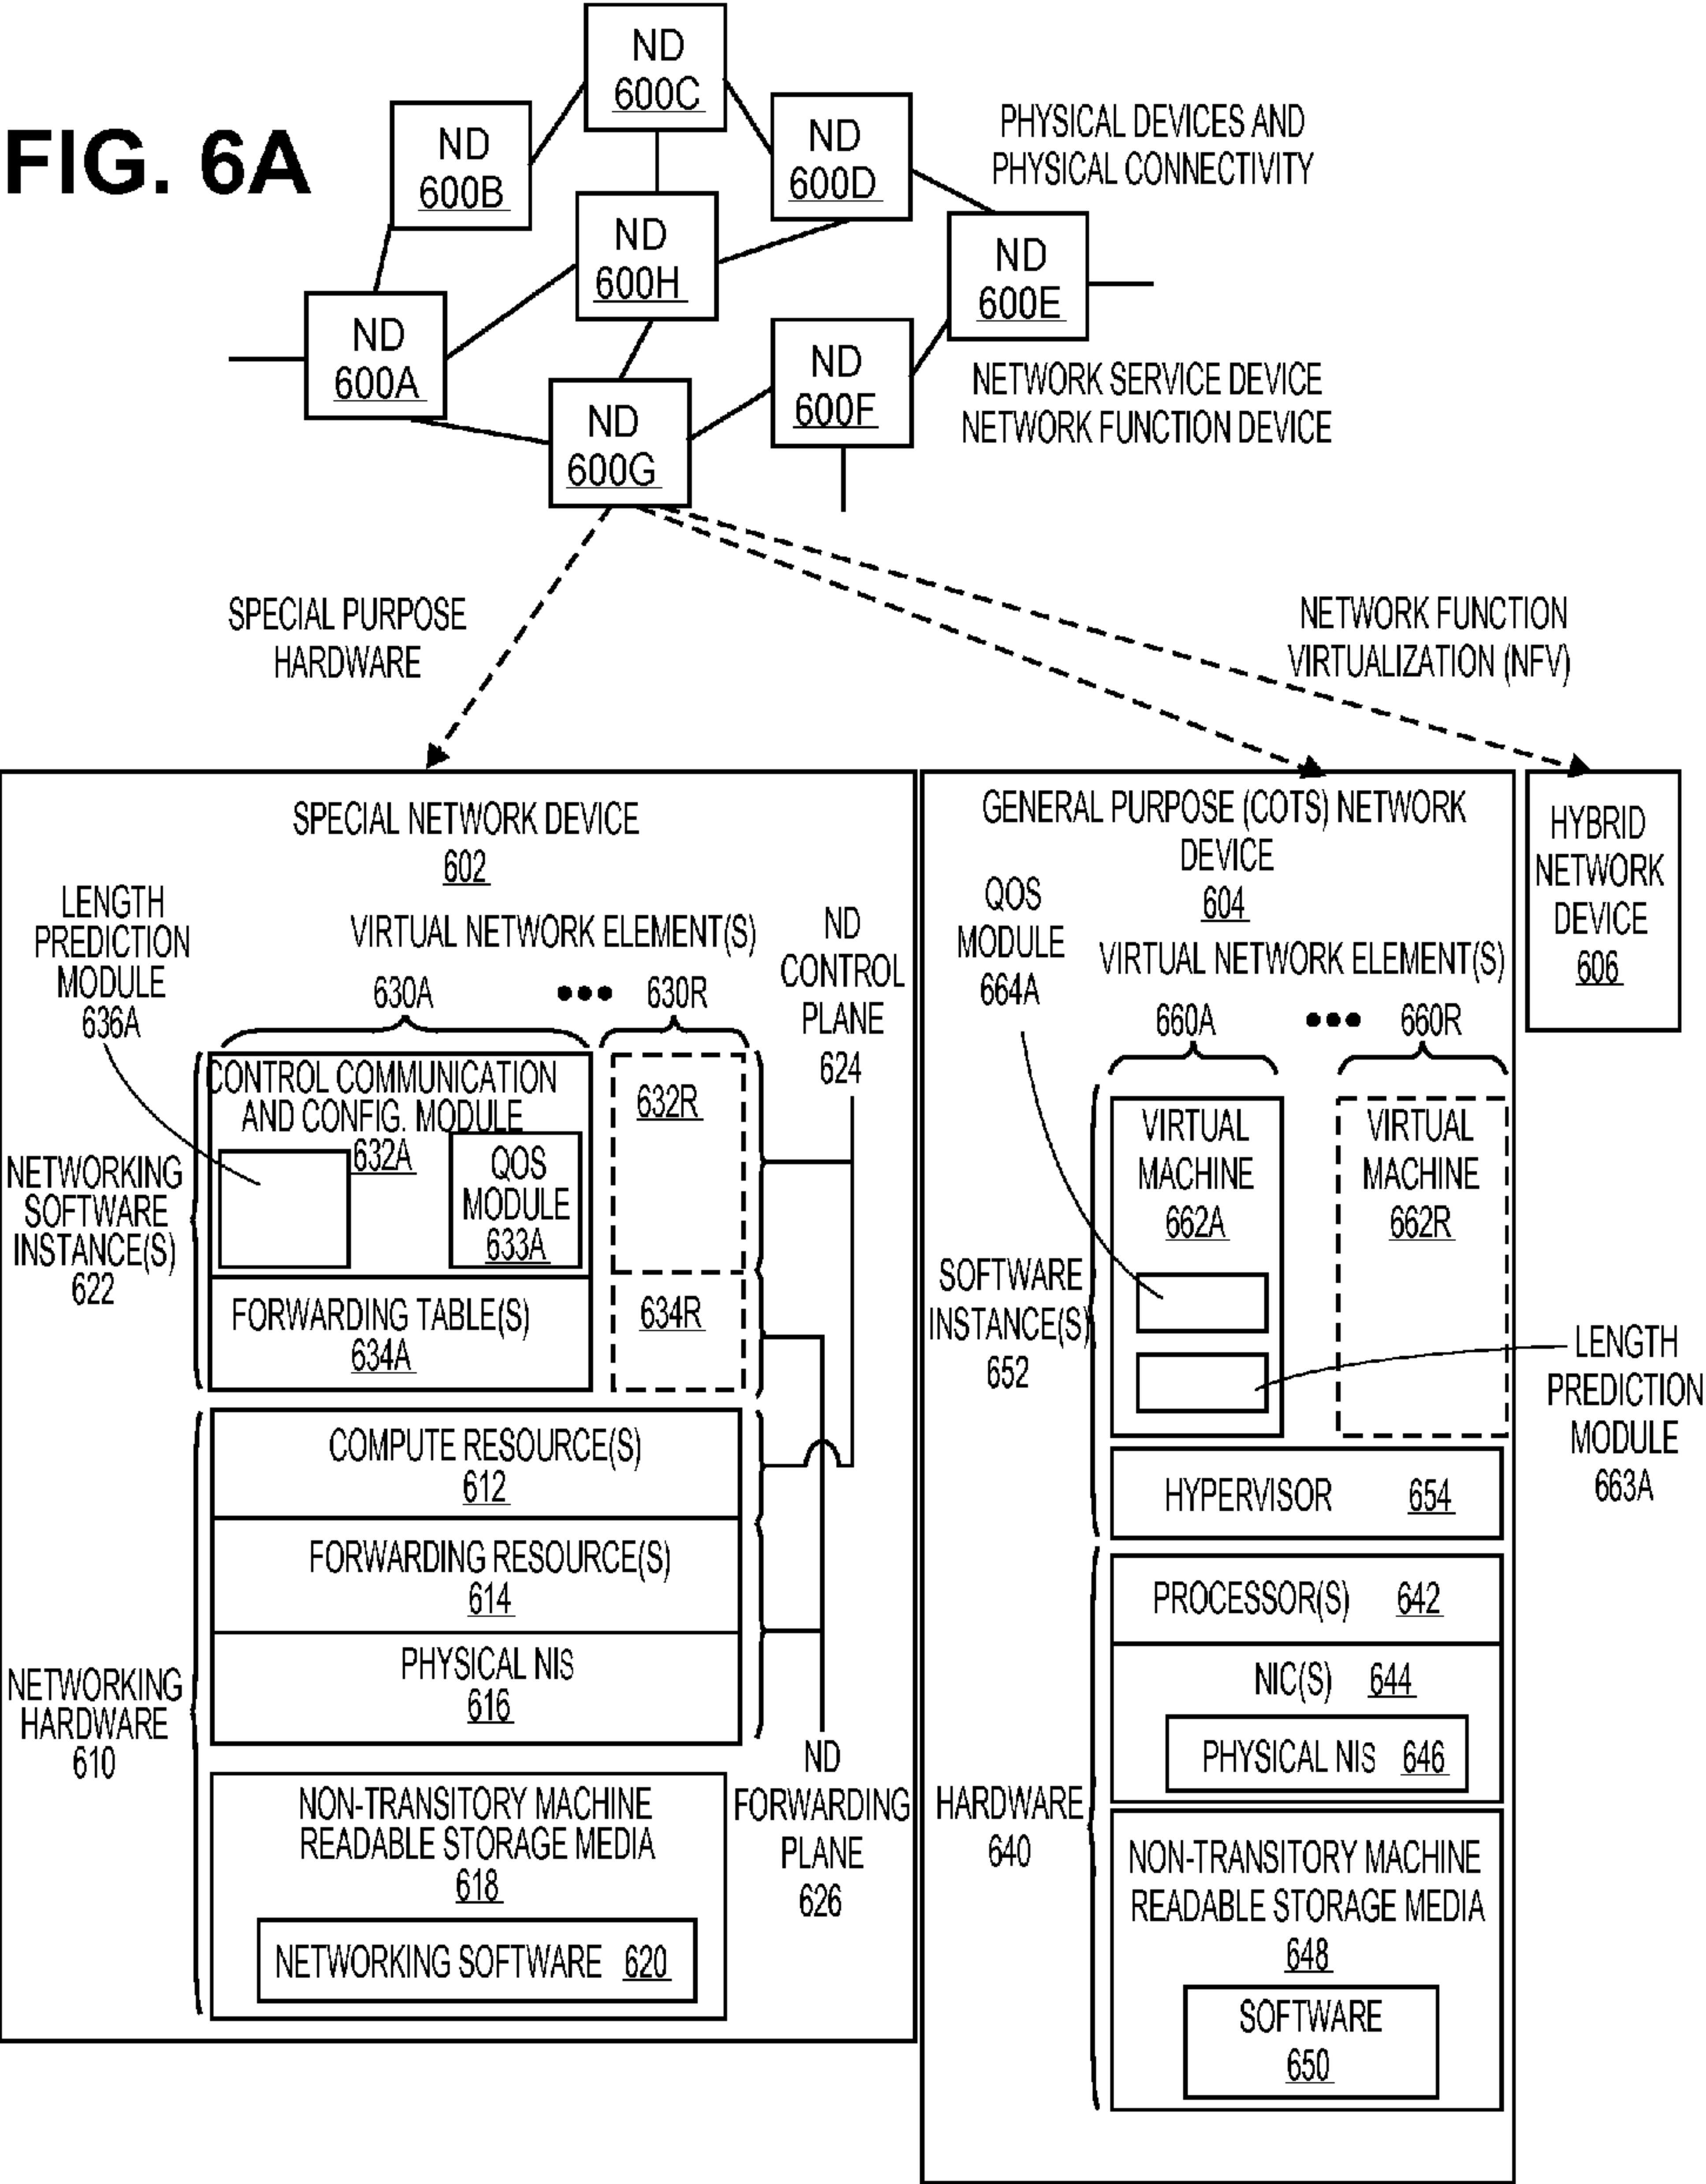 FIG. 6A
ND
600C
ND
600B
ND
600D
PHYSICAL DEVICES AND
PHYSICAL CONNECTIVITY
ND
600H
ND
600E
ND
600A
ND
600F
NETWORK SERVICE DEVICE
NETWORK FUNCTION DEVICE
ND
600G
SPECIAL PURPOSE
HARDWARE
NETWORK FUNCTION
VIRTUALIZATION (NFV)
SPECIAL NETWORK DEVICE
602
LENGTH
PREDICTION
MODULE
636A
VIRTUAL NETWORK ELEMENT(S)
630A
●●●
630R
ND
CONTROL
PLANE
624
NETWORKING
SOFTWARE
INSTANCE(S)
622
CONTROL COMMUNICATION
AND CONFIG. MODULE
632A
QOS
MODULE
633A
632R
FORWARDING TABLE(S)
634A
634R
NETWORKING
HARDWARE
610
COMPUTE RESOURCE(S)
612
FORWARDING RESOURCE(S)
614
PHYSICAL NIS
616
ND
FORWARDING
PLANE
626
NON-TRANSITORY MACHINE
READABLE STORAGE MEDIA
618
NETWORKING SOFTWARE 620
GENERAL PURPOSE (COTS) NETWORK
DEVICE
604
QOS
MODULE
664A
VIRTUAL NETWORK ELEMENT(S)
660A
●●●
660R
SOFTWARE
INSTANCE(S)
652
VIRTUAL
MACHINE
662A
VIRTUAL
MACHINE
662R
LENGTH
PREDICTION
MODULE
663A
HYPERVISOR 654
HARDWARE
640
PROCESSOR(S) 642
NIC(S) 644
PHYSICAL NIS 646
NON-TRANSITORY MACHINE
READABLE STORAGE MEDIA
648
SOFTWARE
650
HYBRID
NETWORK
DEVICE
606